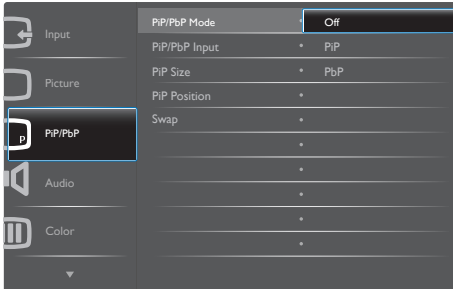 Input
Picture
p
PiP/PbP
Audio
Color
PiP/PbP Mode
PiP/PbP Input
PiP Size
PiP Position
Swap
Off
PiP
PbP